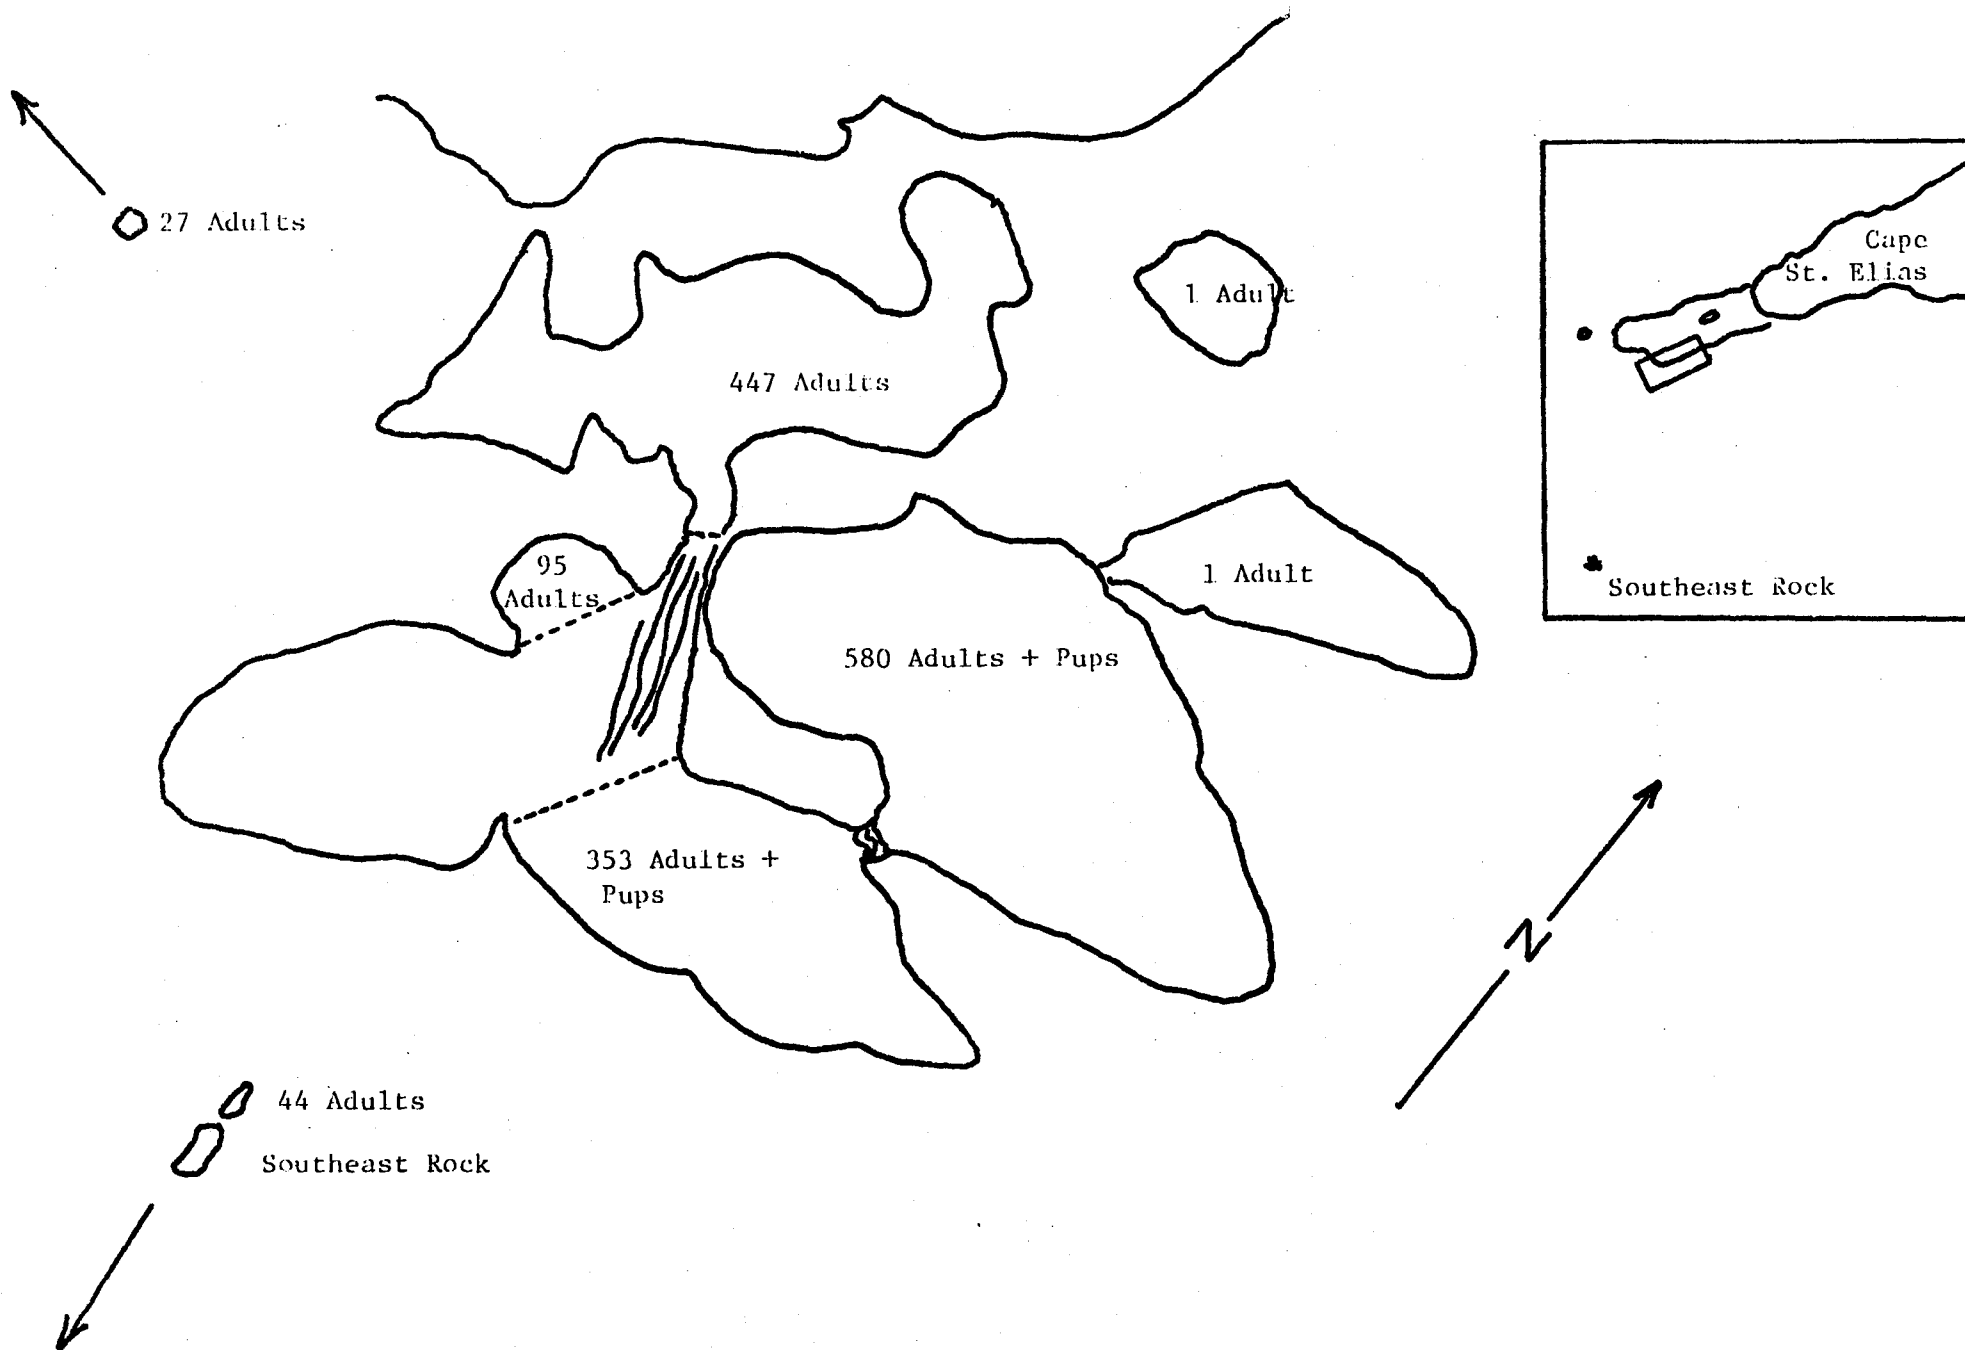 27 Adults
Cape
St. Elias
1 Adult
447 Adults
95
Adults
1 Adult
Southeast Rock
580 Adults + Pups
353 Adults +
Pups
N
44 Adults
Southeast Rock